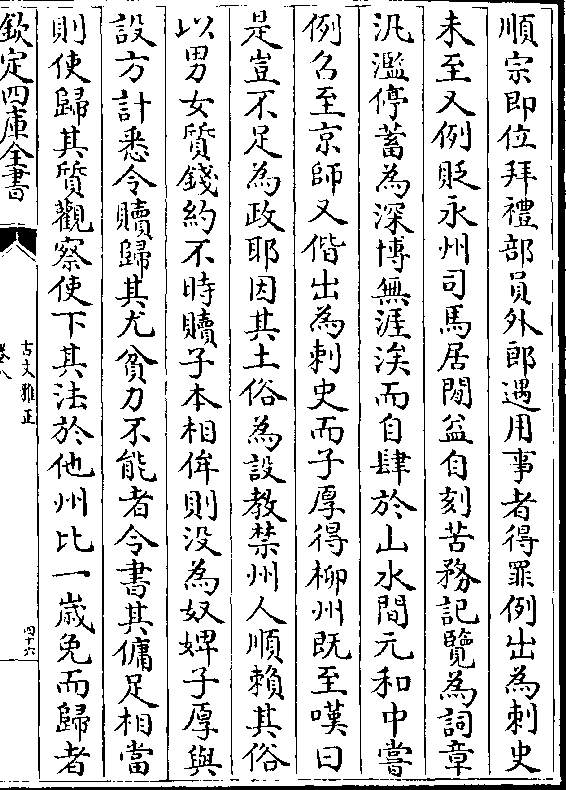 順宗即位拜禮部員外郎遇用事者得罪例出為刺史
未至又例貶永州司馬居閒益自刻苦務記覽為詞章
汎濫停蓄為深博無涯涘而自肆於山水間元和中嘗
例召至京師又偕出為刺史而子厚得柳州既至嘆曰
是豈不足為政耶因其土俗為設教禁州人順賴其俗
以男女質錢約不時贖子本相侔則没為奴婢子厚與
設方計悉令贖歸其尤貧力不能者令書其傭足相當
則使歸其質觀察使下其法於他州比一歲免而歸者
欽定四庫全書
古文雅正
卷八
四十六